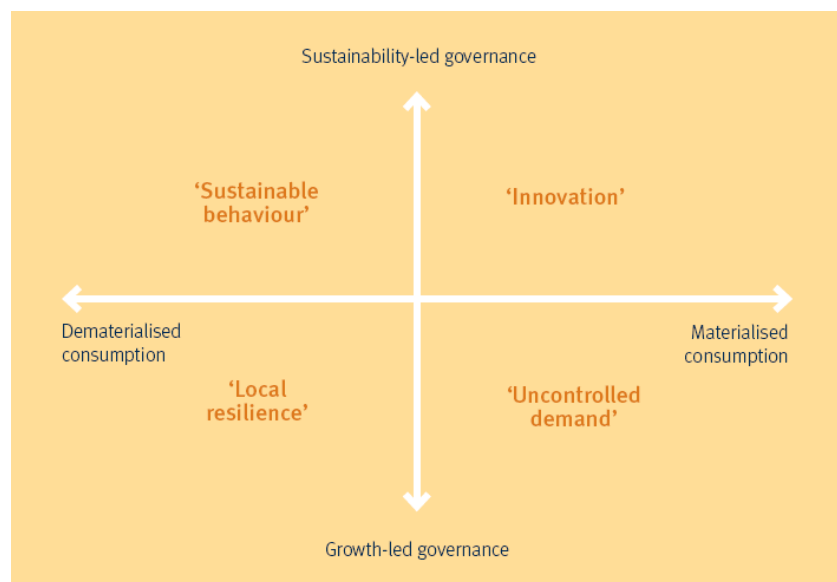 Sustainability-led governance
‘Sustainable
behaviour’
‘Innovation’
Dematerialised
consumption
Materialised
consumption
‘Local
resilience’
‘Uncontrolled
demand’
Growth-led governance